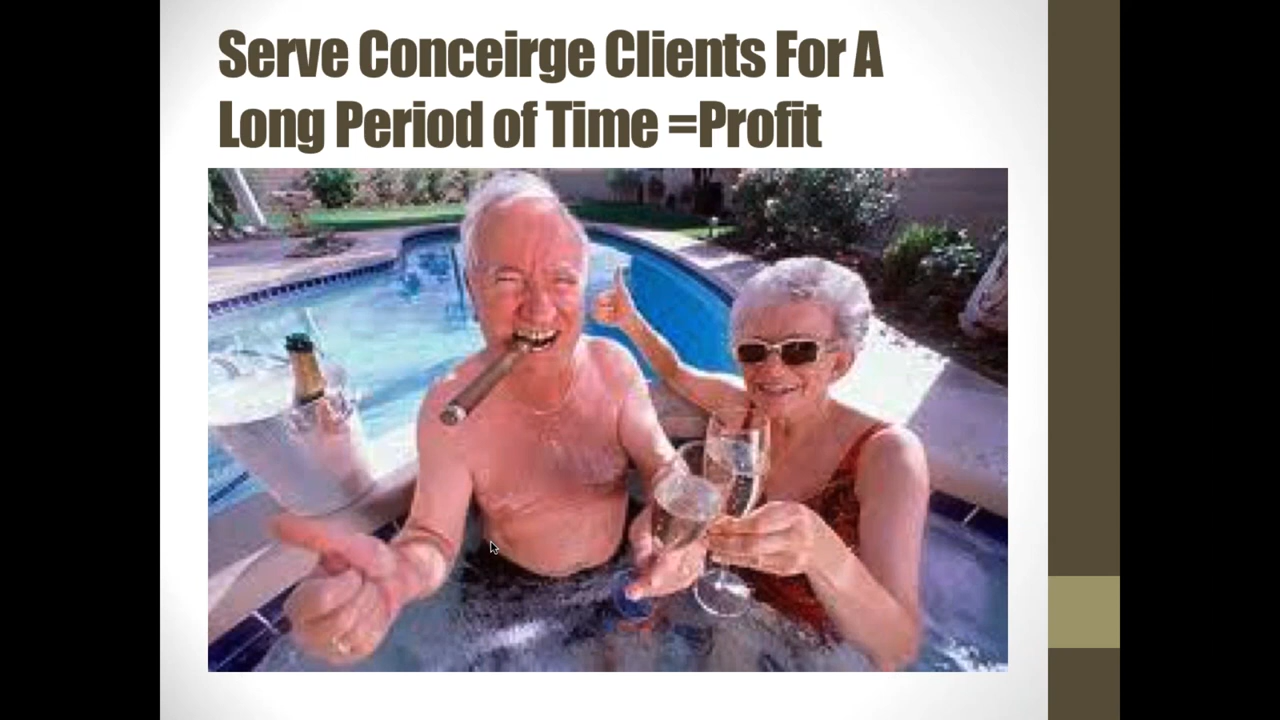 Serve Conceirge Clients For A
Long Period of Time =Profit